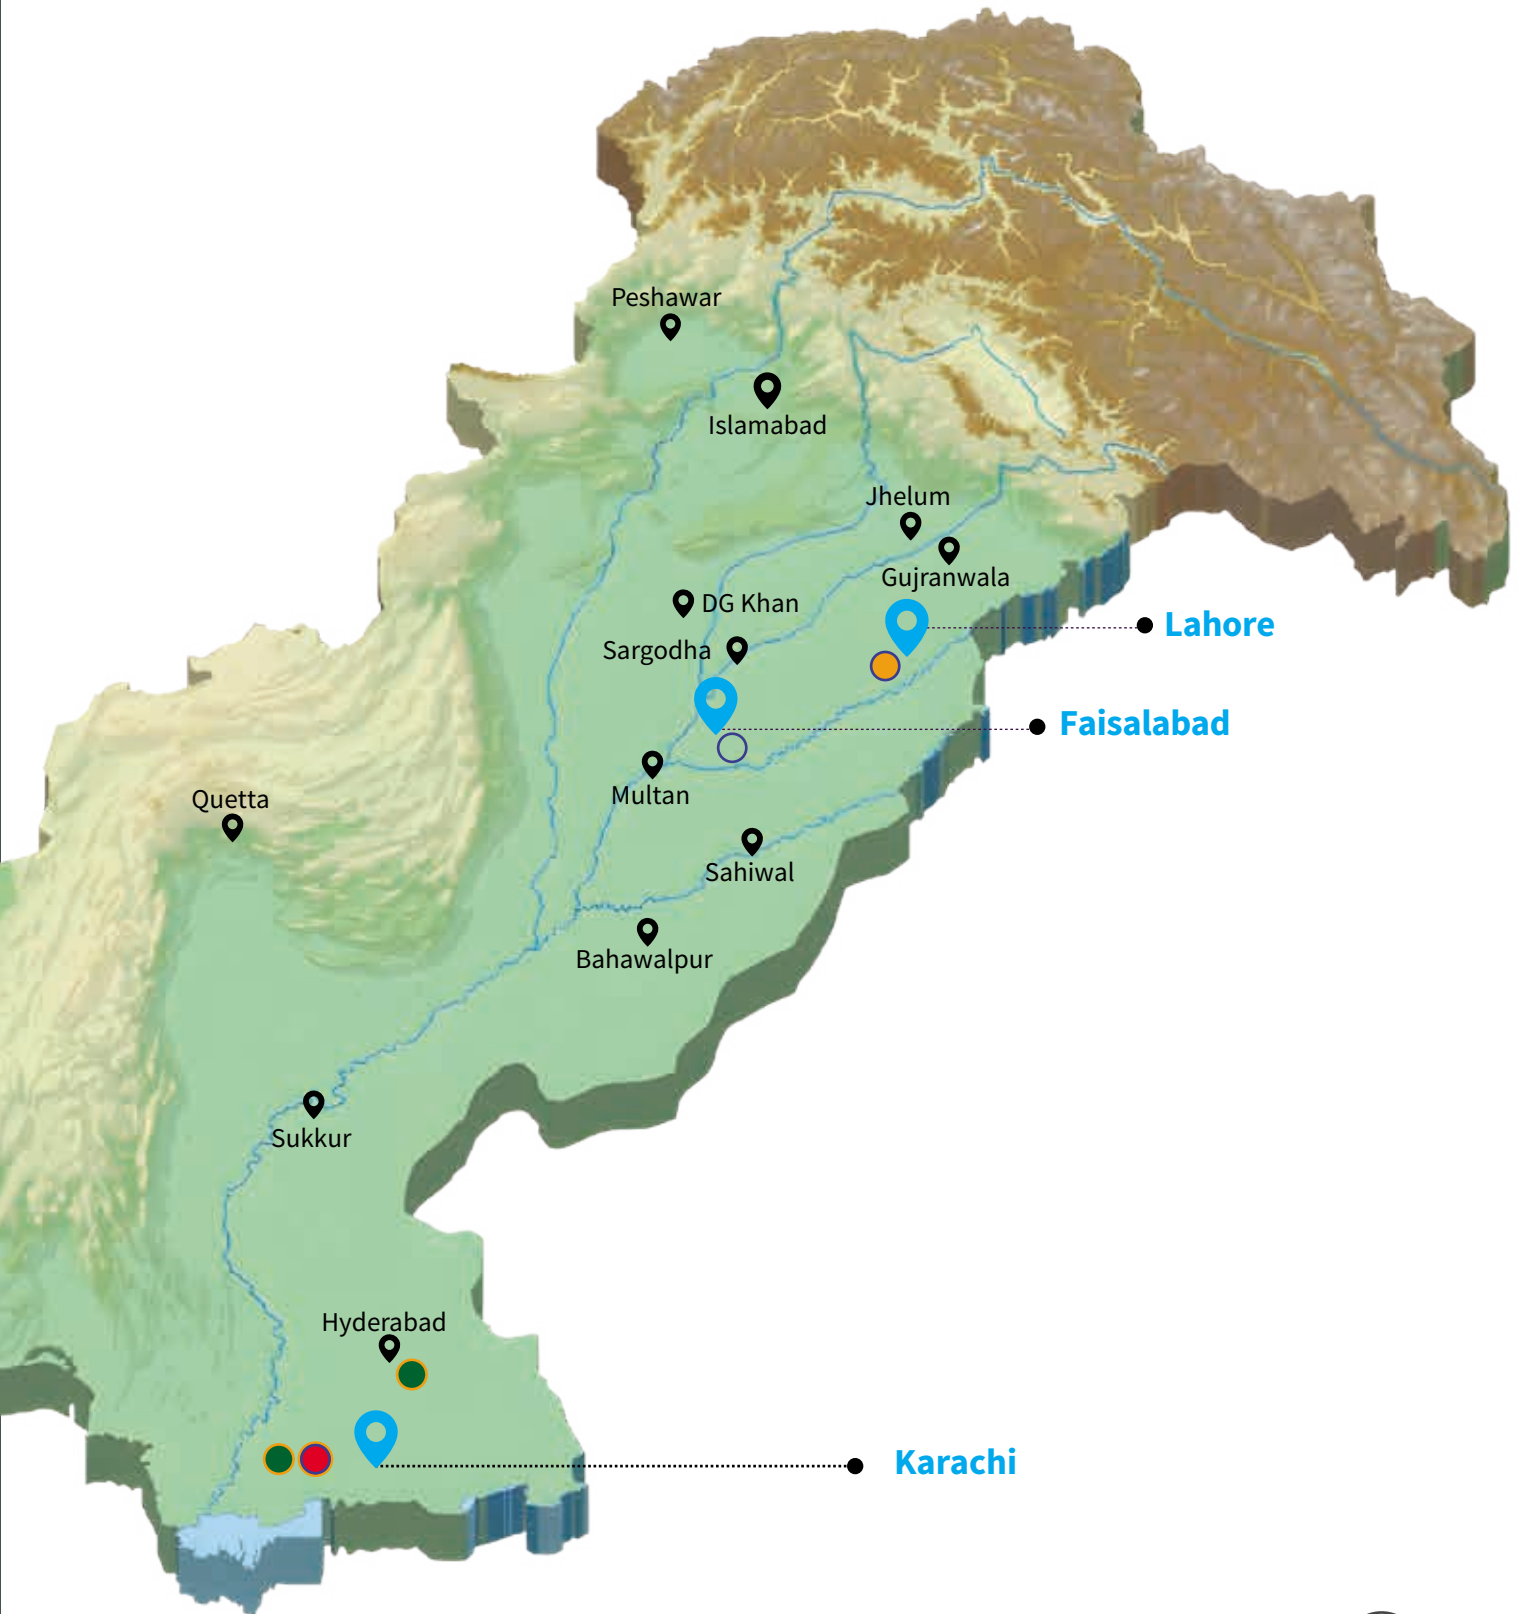 Peshawar
Islamabad
Jhelum
Gujranwala
DG Khan
Lahore
Sargodha
Faisalabad
Multan
Quetta
Sahiwal
Bahawalpur
Sukkur
Hyderabad
Karachi